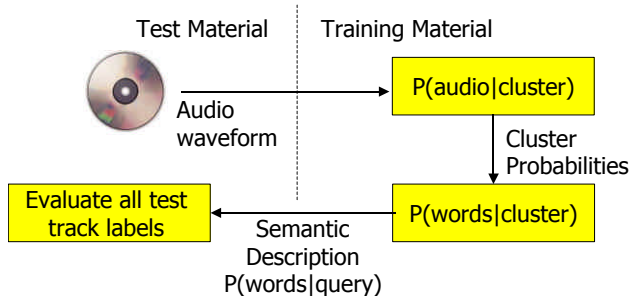 Test Material
Training Material
Audio
waveform
P(audio|cluster)
Cluster
Probabilities
P(words|cluster)
Semantic
Description
P(words|query)
Evaluate all test
track labels